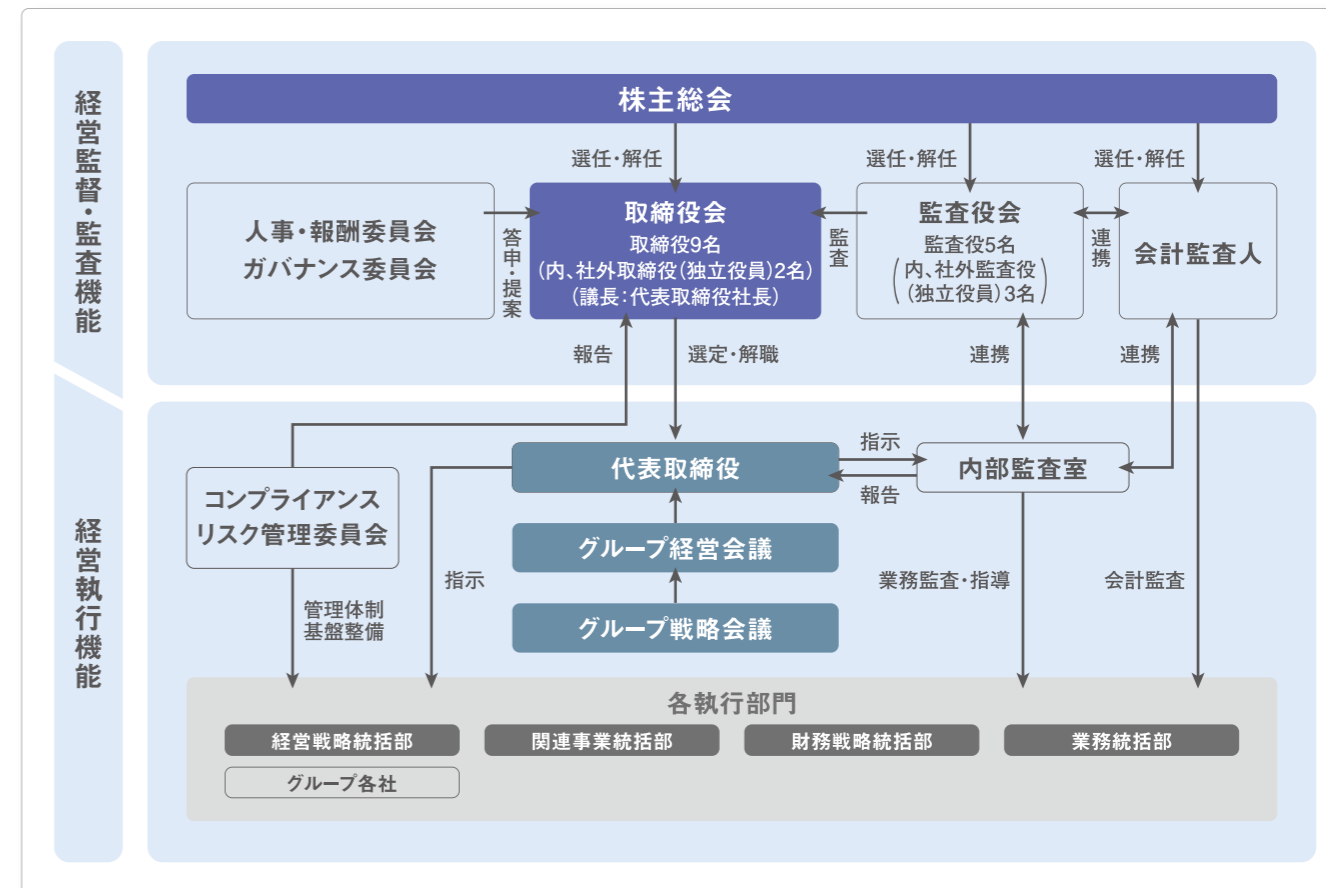 経営監督・監査機能
株主総会
選任・解任
選任・解任
選任・解任
人事・報酬委員会
ガバナンス委員会
答申・提案
取締役会
取締役9名
(内、社外取締役(独立役員)2名)
(議長:代表取締役社長)
監査
監査役会
監査役5名
(内、社外監査役
(独立役員)3名)
連携
会計監査人
報告
選定・解職
連携
連携
経営執行機能
代表取締役
指示
報告
内部監査室
コンプライアンス
リスク管理委員会
グループ経営会議
グループ戦略会議
管理体制
基盤整備
指示
業務監査・指導
会計監査
各執行部門
経営戦略統括部
関連事業統括部
財務戦略統括部
業務統括部
グループ各社